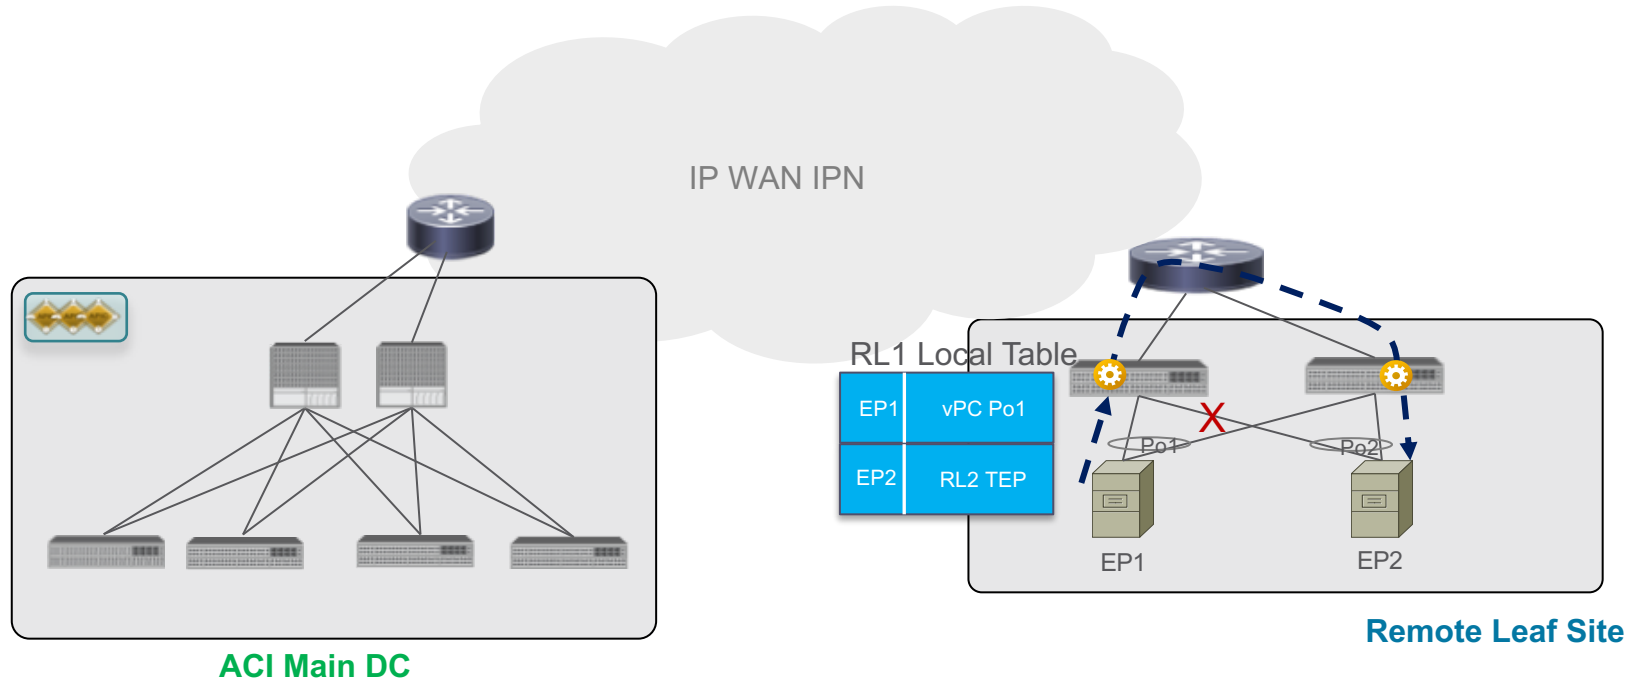 IP WAN IPN
RL1 Local Table
EP1 vPC Po1
EP2 RL2 TEP
X
Po1
Po2
EP1
EP2
Remote Leaf Site
ACI Main DC